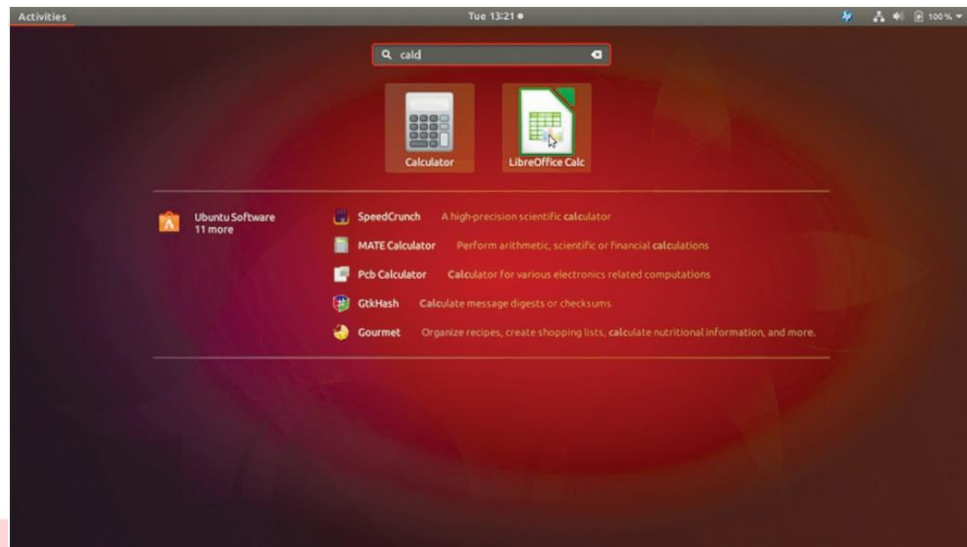 Activities
Tue 13:21
100 %
calc
Calculator
LibreOffice Calc
Ubuntu Software
11 more
SpeedCrunch A high-precision scientific calculator
MATE Calculator Perform arithmetic, scientific or financial calculations
Pcb Calculator Calculator for various electronics related computations
GtkHash Calculate message digests or checksums
Gourmet Organize recipes, create shopping lists, calculate nutritional information, and more.